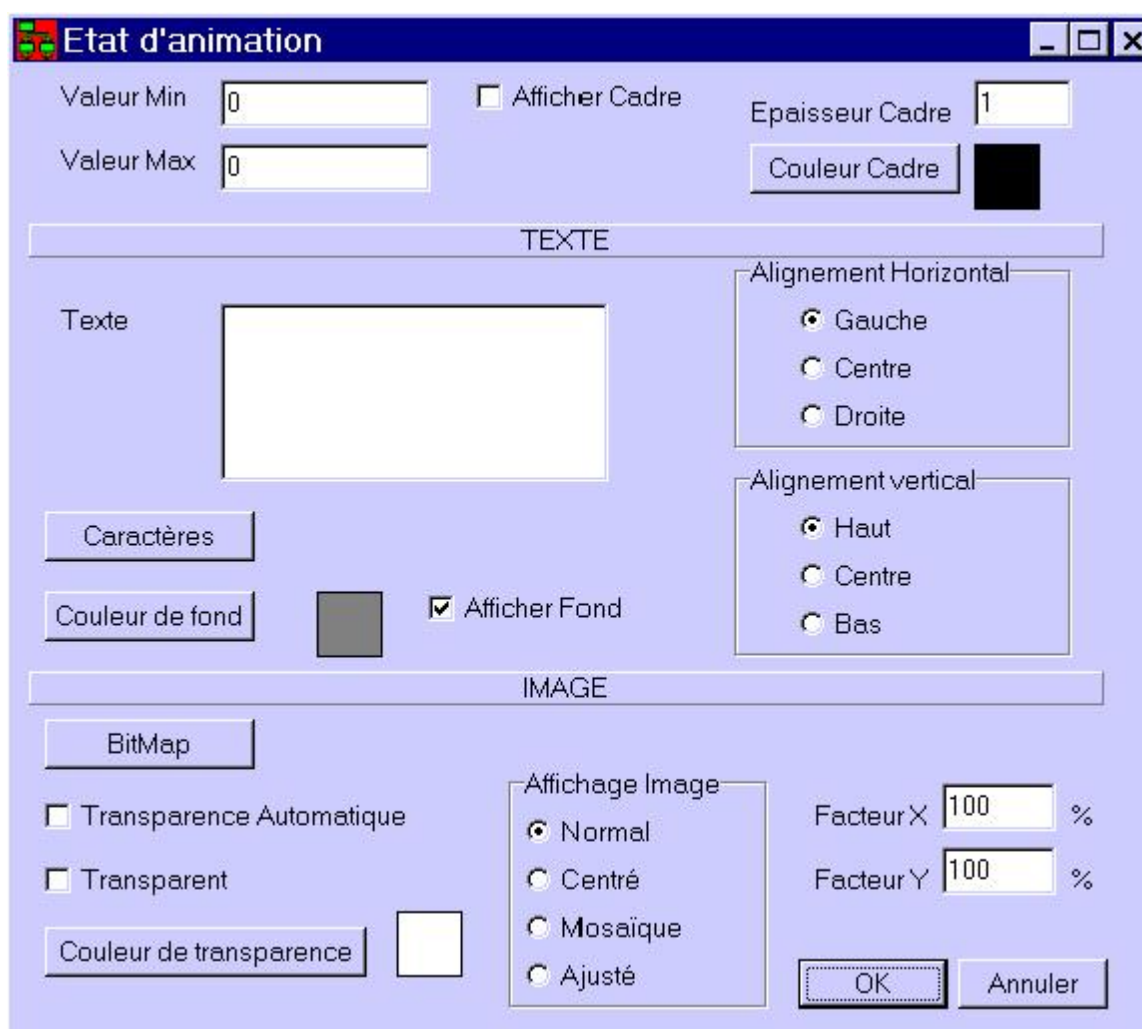 Etat d'animation
Valeur Min 0
Afficher Cadre
Epaisseur Cadre 1
Valeur Max 0
Couleur Cadre
TEXTE
Texte
Alignement Horizontal
Gauche
Centre
Droite
Alignement vertical
Haut
Centre
Bas
Caractères
Couleur de fond
Afficher Fond
IMAGE
BitMap
Transparence Automatique
Transparent
Couleur de transparence
Affichage Image
Normal
Centré
Mosaïque
Ajusté
Facteur X 100 %
Facteur Y 100 %
OK
Annuler